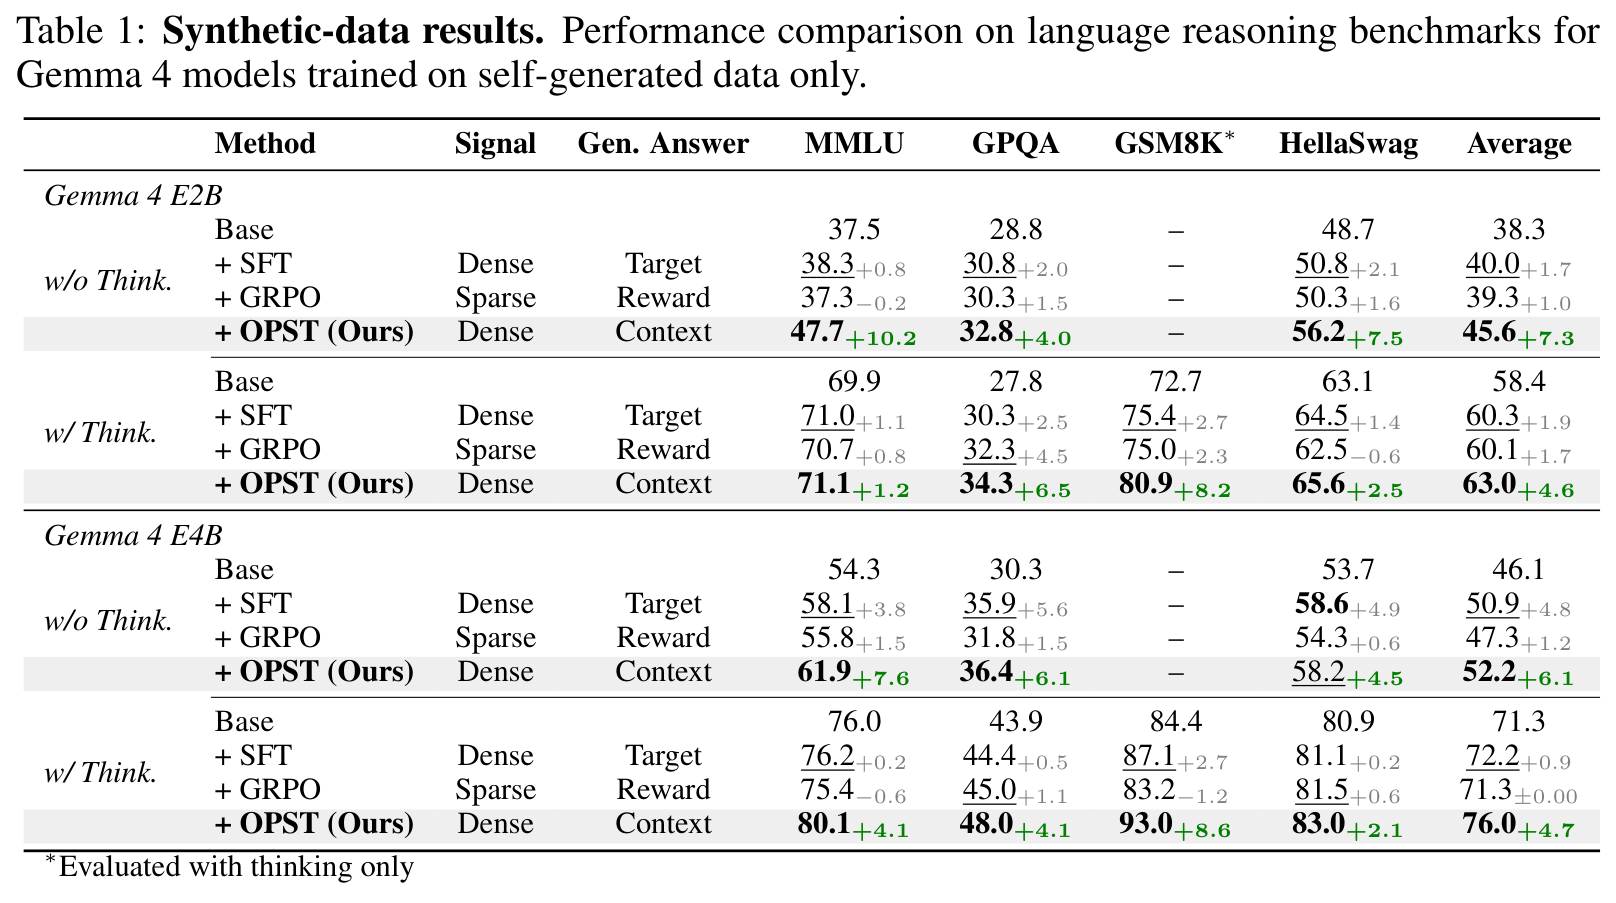 Table 1: Synthetic-data results. Performance comparison on language reasoning benchmarks for
Gemma 4 models trained on self-generated data only.
Method Signal Gen. Answer MMLU GPQA GSM8K* HellaSwag Average
Gemma 4 E2B
w/o Think.
Base 37.5 28.8 – 48.7 38.3
+ SFT Dense Target 38.3+0.8 30.8+2.0 – 50.8+2.1 40.0+1.7
+ GRPO Sparse Reward 37.3−0.2 30.3+1.5 – 50.3+1.6 39.3+1.0
+ OPST (Ours) Dense Context 47.7+10.2 32.8+4.0 – 56.2+7.5 45.6+7.3
w/ Think.
Base 69.9 27.8 72.7 63.1 58.4
+ SFT Dense Target 71.0+1.1 30.3+2.5 75.4+2.7 64.5+1.4 60.3+1.9
+ GRPO Sparse Reward 70.7+0.8 32.3+4.5 75.0+2.3 62.5−0.6 60.1+1.7
+ OPST (Ours) Dense Context 71.1+1.2 34.3+6.5 80.9+8.2 65.6+2.5 63.0+4.6
Gemma 4 E4B
w/o Think.
Base 54.3 30.3 – 53.7 46.1
+ SFT Dense Target 58.1+3.8 35.9+5.6 – 58.6+4.9 50.9+4.8
+ GRPO Sparse Reward 55.8+1.5 31.8+1.5 – 54.3+0.6 47.3+1.2
+ OPST (Ours) Dense Context 61.9+7.6 36.4+6.1 – 58.2+4.5 52.2+6.1
w/ Think.
Base 76.0 43.9 84.4 80.9 71.3
+ SFT Dense Target 76.2+0.2 44.4+0.5 87.1+2.7 81.1+0.2 72.2+0.9
+ GRPO Sparse Reward 75.4−0.6 45.0+1.1 83.2−1.2 81.5+0.6 71.3±0.00
+ OPST (Ours) Dense Context 80.1+4.1 48.0+4.1 93.0+8.6 83.0+2.1 76.0+4.7
*Evaluated with thinking only